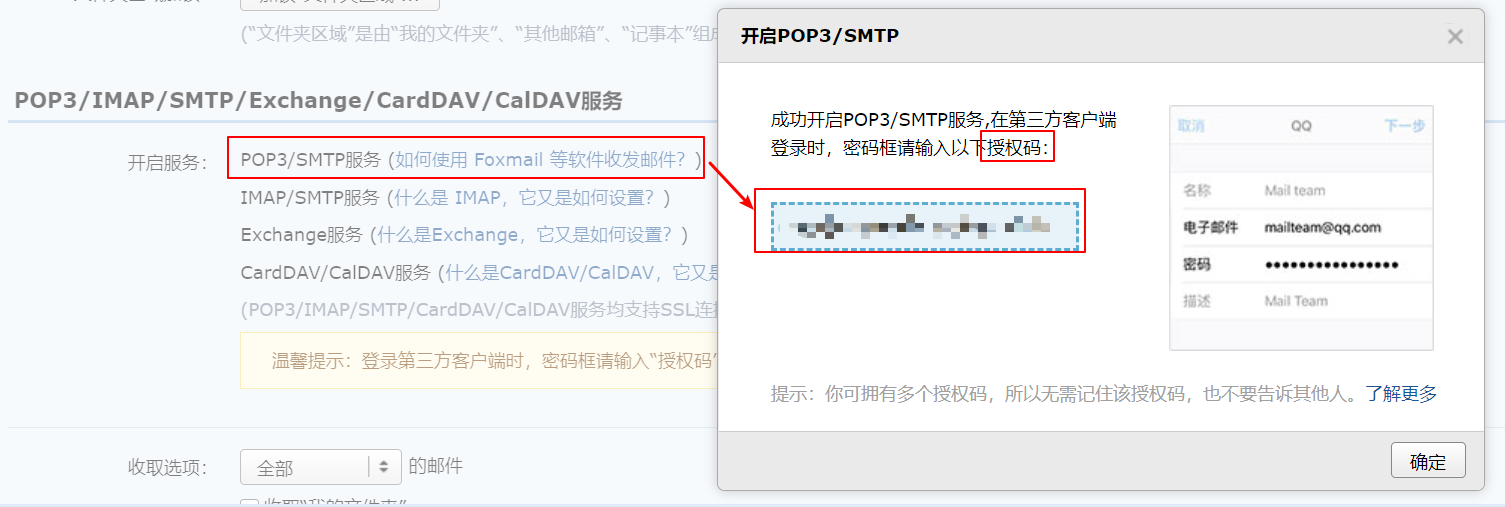 (“文件夹区域”是由“我的文件夹”、“其他邮箱”、“记事本”组成
POP3/IMAP/SMTP/Exchange/CardDAV/CalDAV服务
开启服务：
POP3/SMTP服务 (如何使用 Foxmail 等软件收发邮件？)
IMAP/SMTP服务 (什么是 IMAP，它又是如何设置？)
Exchange服务 (什么是Exchange，它又是如何设置？)
CardDAV/CalDAV服务 (什么是CardDAV/CalDAV，它又是
(POP3/IMAP/SMTP/CardDAV/CalDAV服务均支持SSL连接
温馨提示：登录第三方客户端时，密码框请输入“授权码”
收取选项：
全部
的邮件
收取“我的文件夹”
开启POP3/SMTP
成功开启POP3/SMTP服务,在第三方客户端
登录时，密码框请输入以下授权码：
取消 QQ 下一步
名称 Mail team
电子邮件 mailteam@qq.com
密码 ••••••••••••••••
描述 Mail Team
提示：你可拥有多个授权码，所以无需记住该授权码，也不要告诉其他人。了解更多
确定